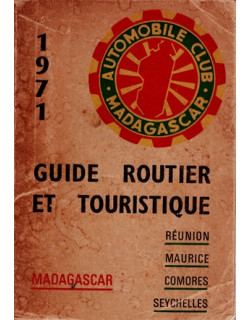 1971
AUTOMOBILE CLUB
MADAGASCAR
GUIDE ROUTIER
ET TOURISTIQUE
RÉUNION
MAURICE
MADAGASCAR
COMORES
SEYCHELLES